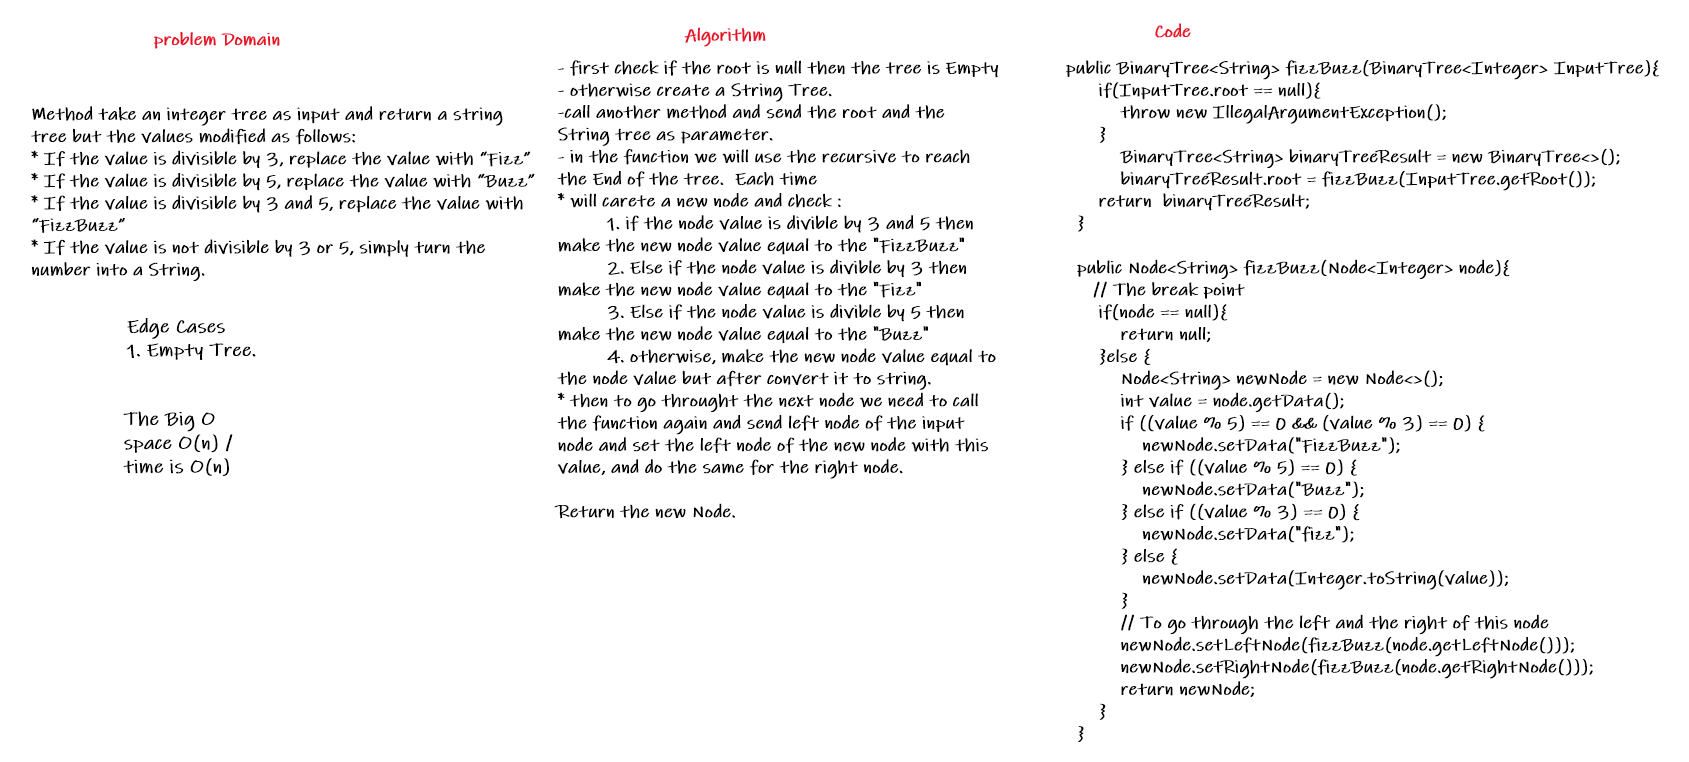 problem Domain
Method take an integer tree as input and return a string
tree but the values modified as follows:
* If the value is divisible by 3, replace the value with “Fizz”
* If the value is divisible by 5, replace the value with “Buzz”
* If the value is divisible by 3 and 5, replace the value with
“FizzBuzz”
* If the value is not divisible by 3 or 5, simply turn the
number into a String.
Edge Cases
1. Empty Tree.
The Big O
space O(n) /
time is O(n)
Algorithm
- first check if the root is null then the tree is Empty
- otherwise create a String Tree.
-call another method and send the root and the
String tree as parameter.
- in the function we will use the recursive to reach
the End of the tree. Each time
* will carete a new node and check :
1. if the node value is divible by 3 and 5 then
make the new node value equal to the "FizzBuzz"
2. Else if the node value is divible by 3 then
make the new node value equal to the "Fizz"
3. Else if the node value is divible by 5 then
make the new node value equal to the "Buzz"
4. otherwise, make the new node value equal to
the node value but after convert it to string.
* then to go throught the next node we need to call
the function again and send left node of the input
node and set the left node of the new node with this
value, and do the same for the right node.
Return the new Node.
Code
public BinaryTree<String> fizzBuzz(BinaryTree<Integer> InputTree){
if(InputTree.root == null){
throw new IllegalArgumentException();
}
BinaryTree<String> binaryTreeResult = new BinaryTree<>();
binaryTreeResult.root = fizzBuzz(InputTree.getRoot());
return binaryTreeResult;
}
public Node<String> fizzBuzz(Node<Integer> node){
// The break point
if(node == null){
return null;
}else {
Node<String> newNode = new Node<>();
int value = node.getData();
if ((value % 5) == 0 && (value % 3) == 0) {
newNode.setData("FizzBuzz");
} else if ((value % 5) == 0) {
newNode.setData("Buzz");
} else if ((value % 3) == 0) {
newNode.setData("fizz");
} else {
newNode.setData(Integer.toString(value));
}
// To go through the left and the right of this node
newNode.setLeftNode(fizzBuzz(node.getLeftNode()));
newNode.setRightNode(fizzBuzz(node.getRightNode()));
return newNode;
}
}